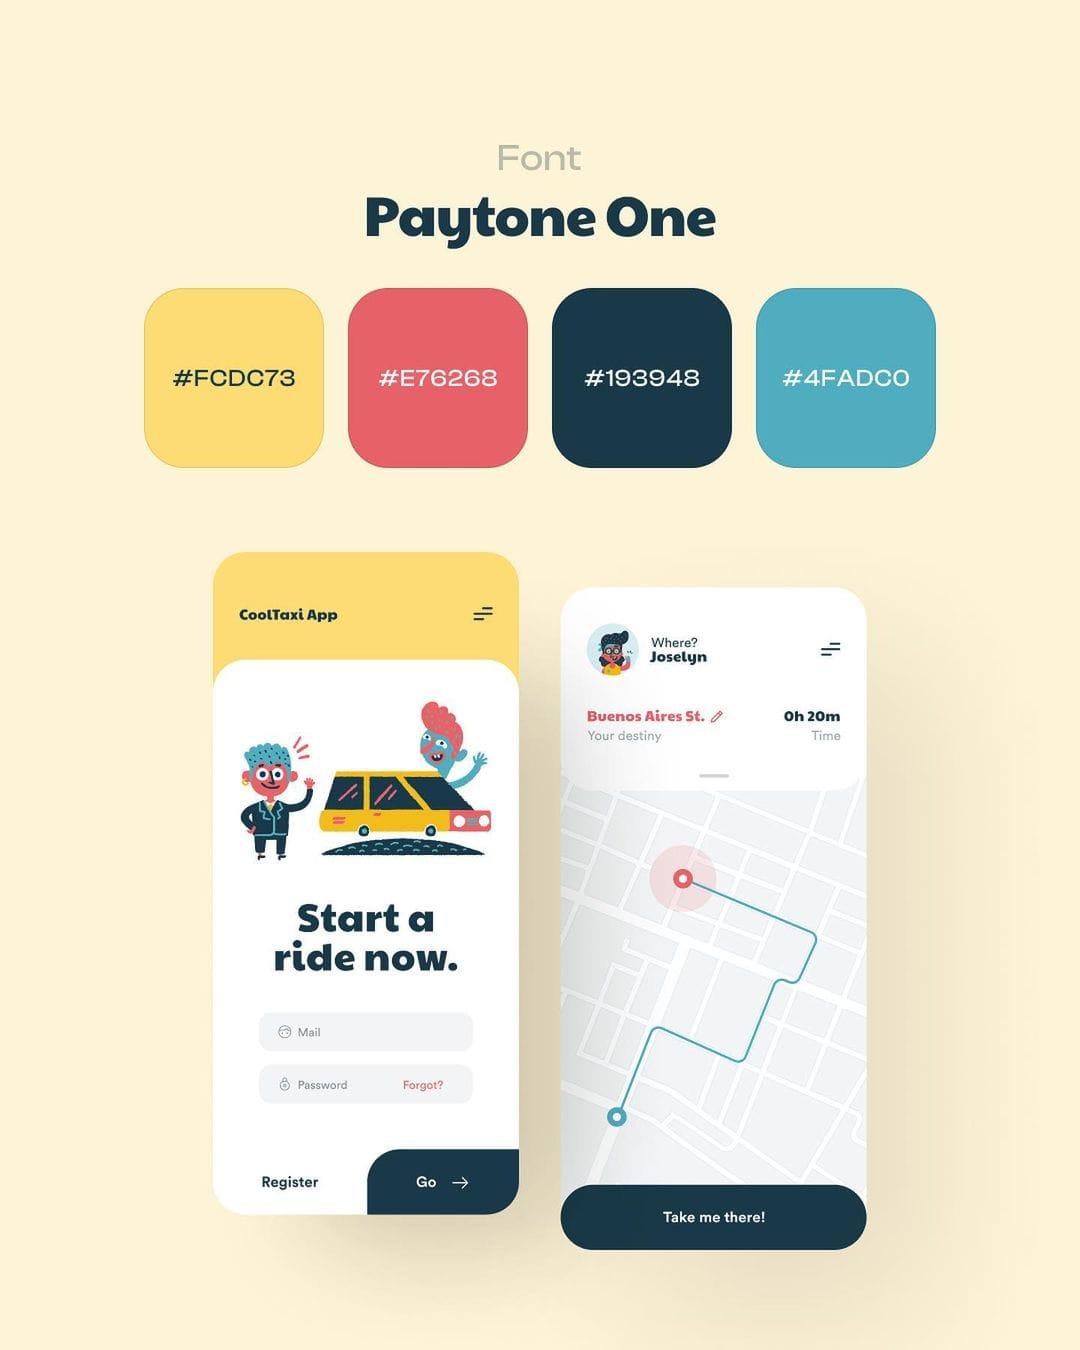 Font
Paytone One
#FCDC73
#E76268
#193948
#4FADC0
CoolTaxi App
Start a
ride now.
Mail
Password
Forgot?
Register
Go
Where?
Joselyn
Buenos Aires St.
0h 20m
Your destiny
Time
Take me there!